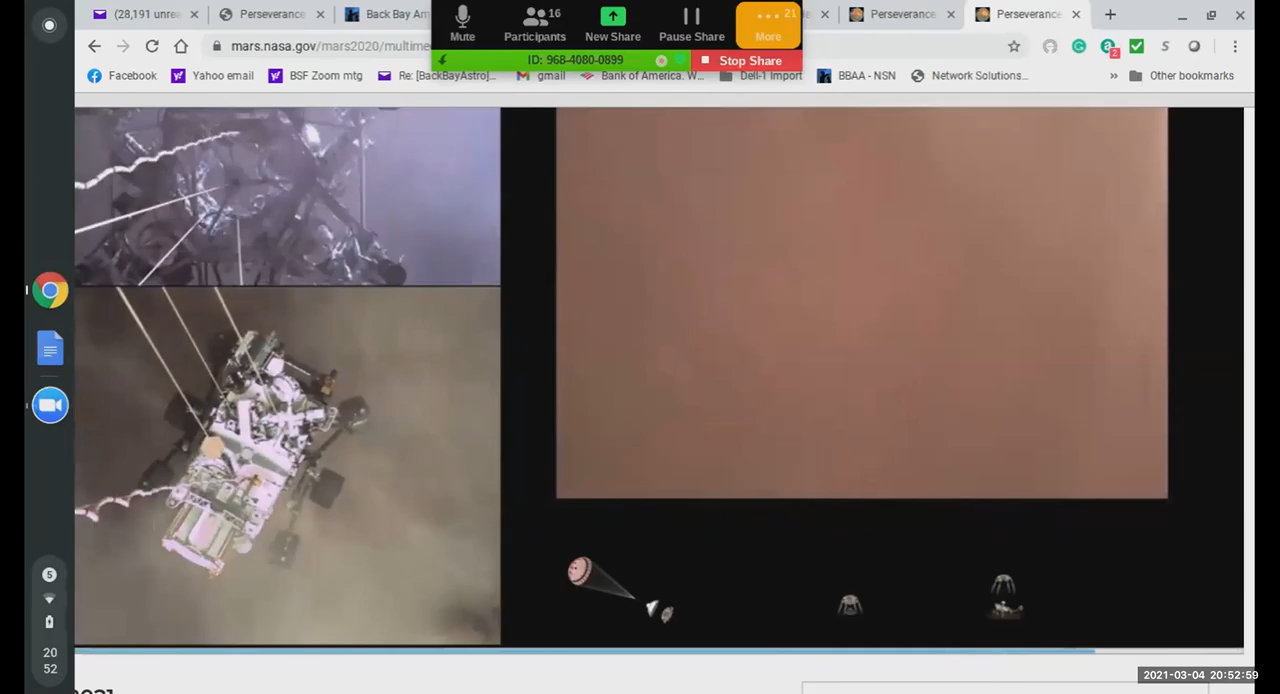 (28,191 unrea
Perseverance
Back Bay Am
16
21
Mute
Participants
New Share
Pause Share
More
Perseverance
Perseverance
mars.nasa.gov/mars2020/multime
ID: 968-4080-0899
Stop Share
2
Facebook
Yahoo email
BSF Zoom mtg
Re: [BackBayAstro]...
gmail
Bank of America. W...
Dell-1 Import
BBAA - NSN
Network Solutions...
»
Other bookmarks
5
20
52
2021-03-04 20:52:59